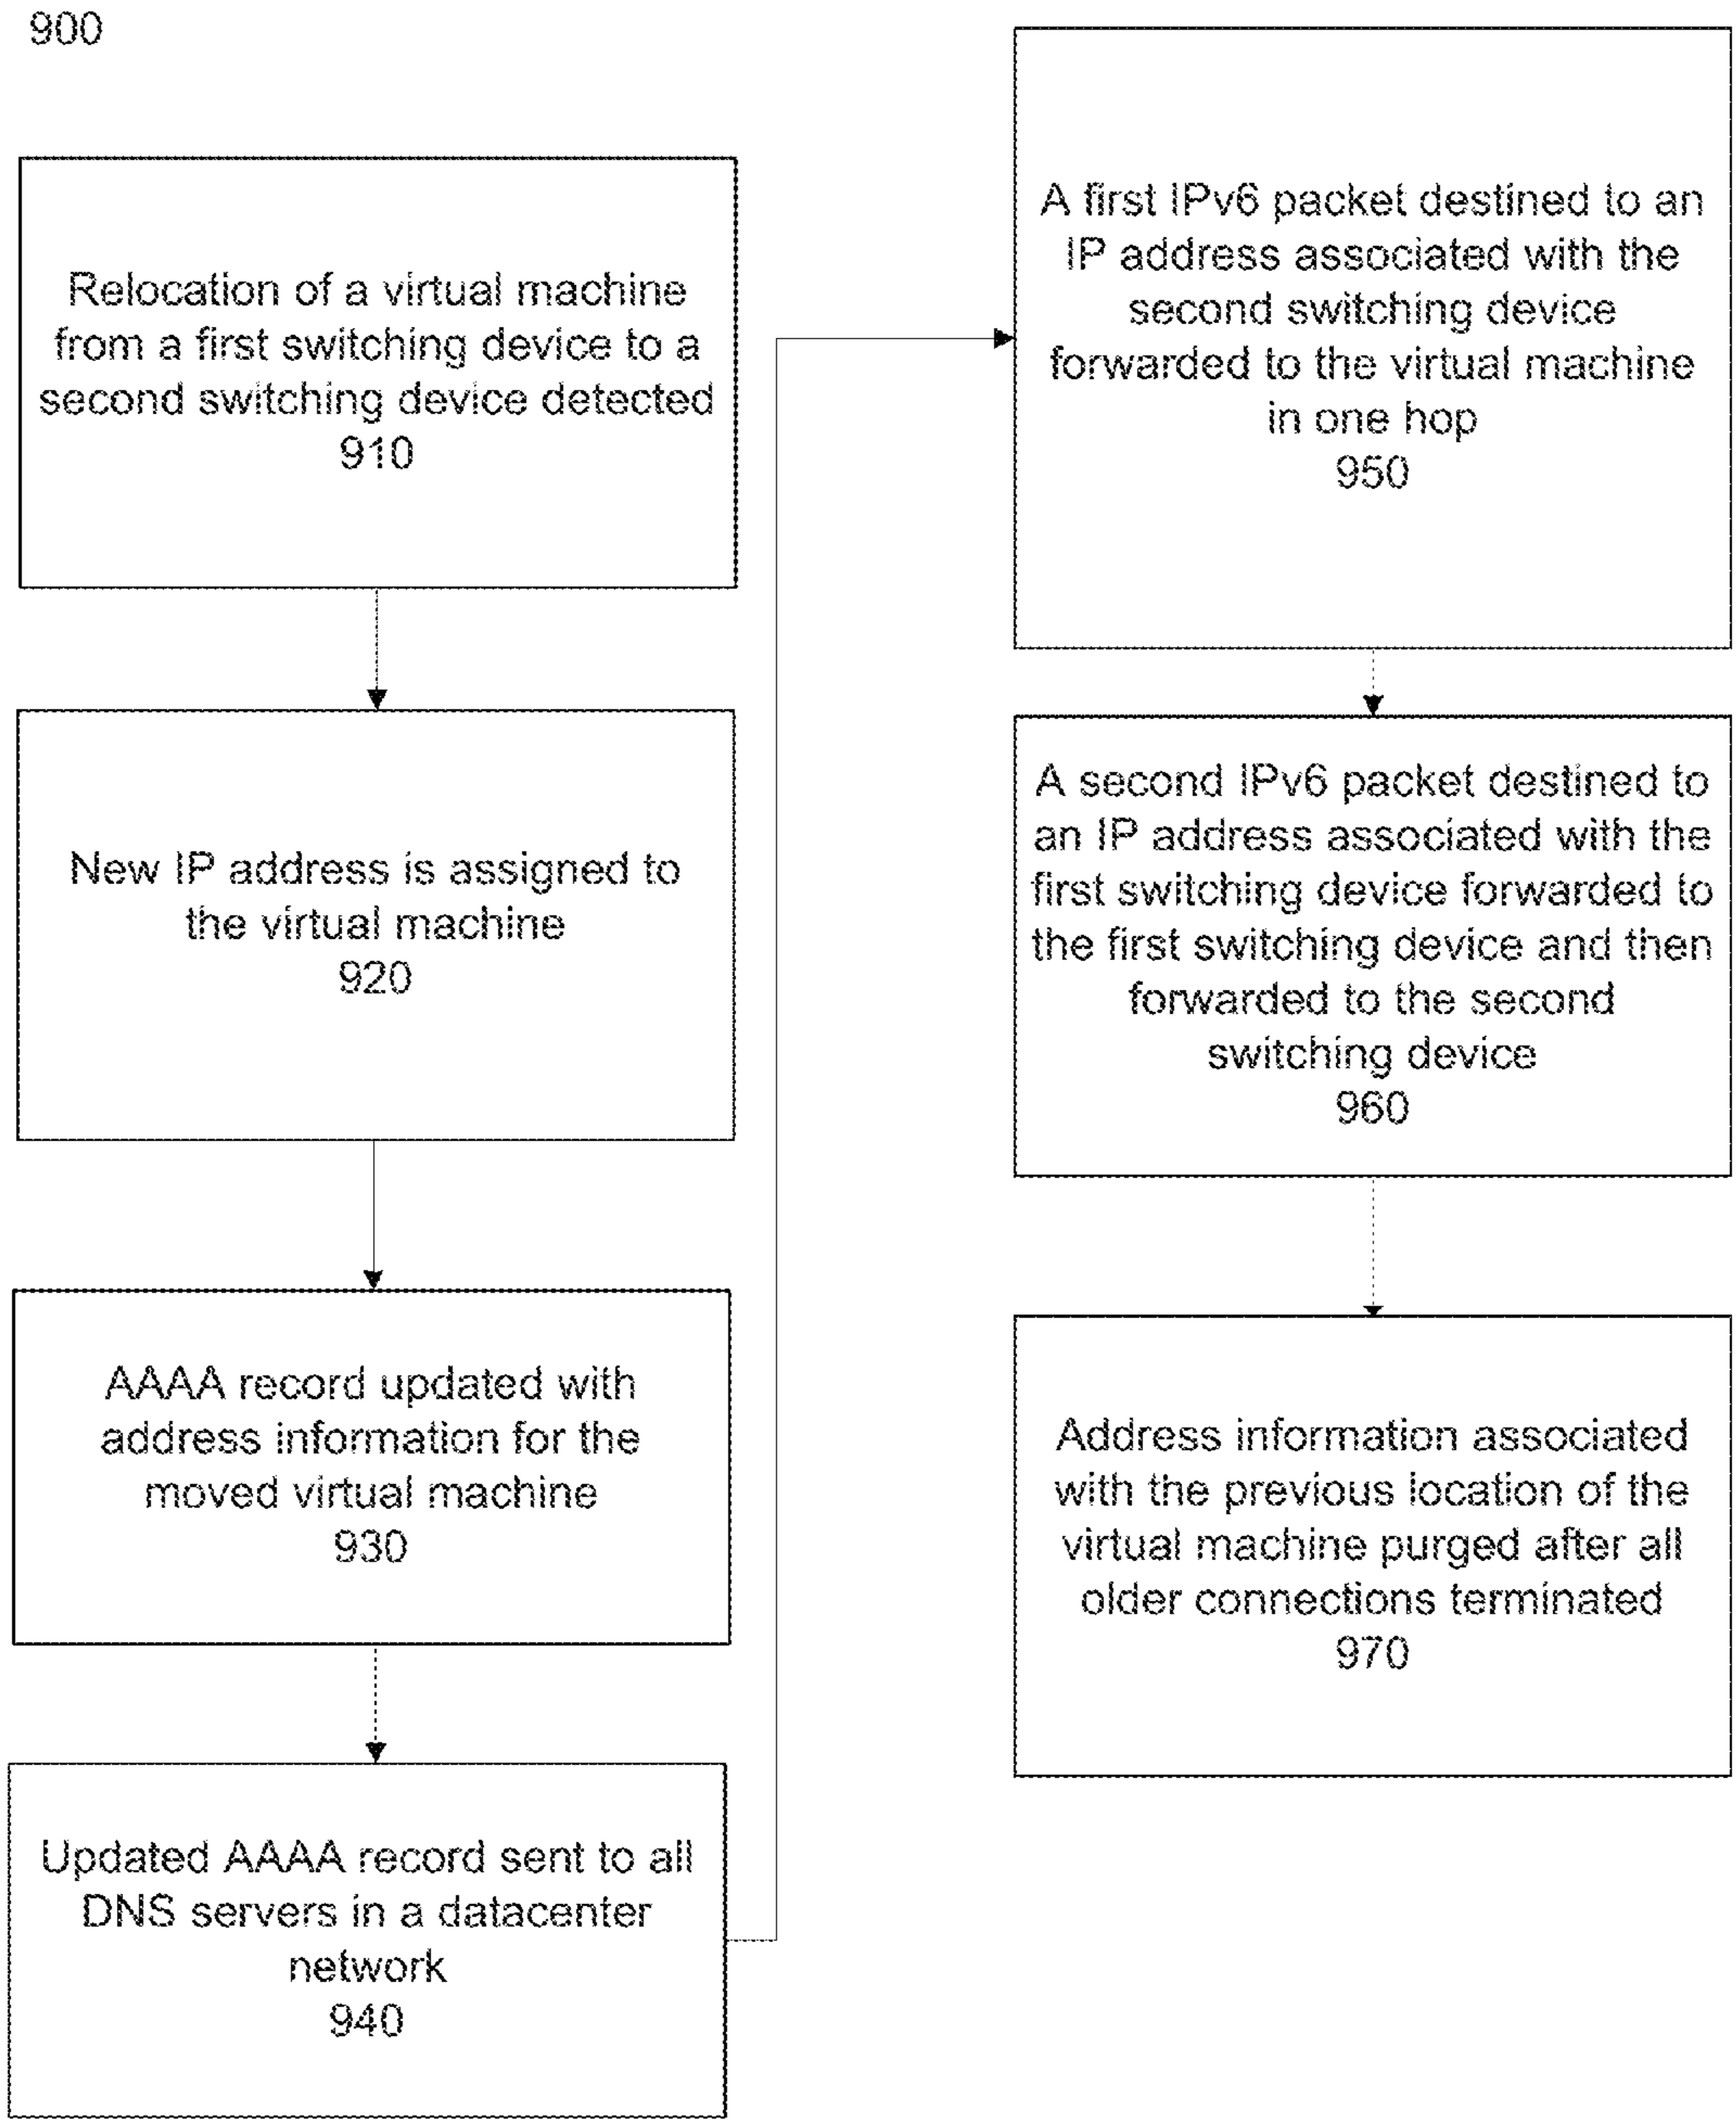 900
Relocation of a virtual machine
from a first switching device to a
second switching device detected
910
New IP address is assigned to
the virtual machine
920
AAAA record updated with
address information for the
moved virtual machine
930
Updated AAAA record sent to all
DNS servers in a datacenter
network
940
A first IPv6 packet destined to an
IP address associated with the
second switching device
forwarded to the virtual machine
in one hop
950
A second IPv6 packet destined to
an IP address associated with the
first switching device forwarded to
the first switching device and then
forwarded to the second
switching device
960
Address information associated
with the previous location of the
virtual machine purged after all
older connections terminated
970